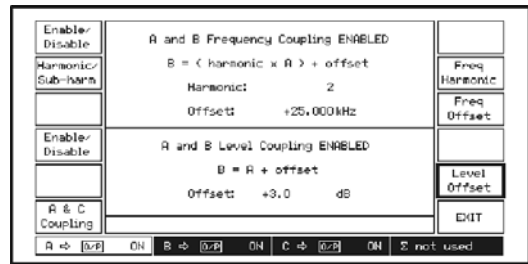 Enable/
Disable
A and B Frequency Coupling ENABLED
Harmonic/
Sub-harm
B = ( harmonic x A ) + offset
Freq
Harmonic
Harmonic: 2
Offset: +25.000kHz
Freq
Offset
Enable/
Disable
A and B Level Coupling ENABLED
B = A + offset
Level
Offset
Offset: +3.0 dB
A & C
Coupling
EXIT
A ⇨ O/P ON B ⇨ O/P ON C ⇨ O/P ON Σ not used